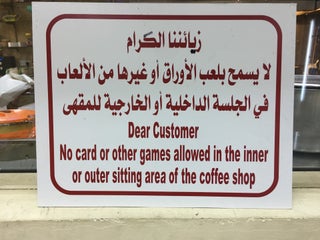 زبائننا الكرام
لا يسمح بلعب الأوراق أو غيرها من الألعاب
في الجلسة الداخلية أو الخارجية للمقهى
Dear Customer
No card or other games allowed in the inner
or outer sitting area of the coffee shop